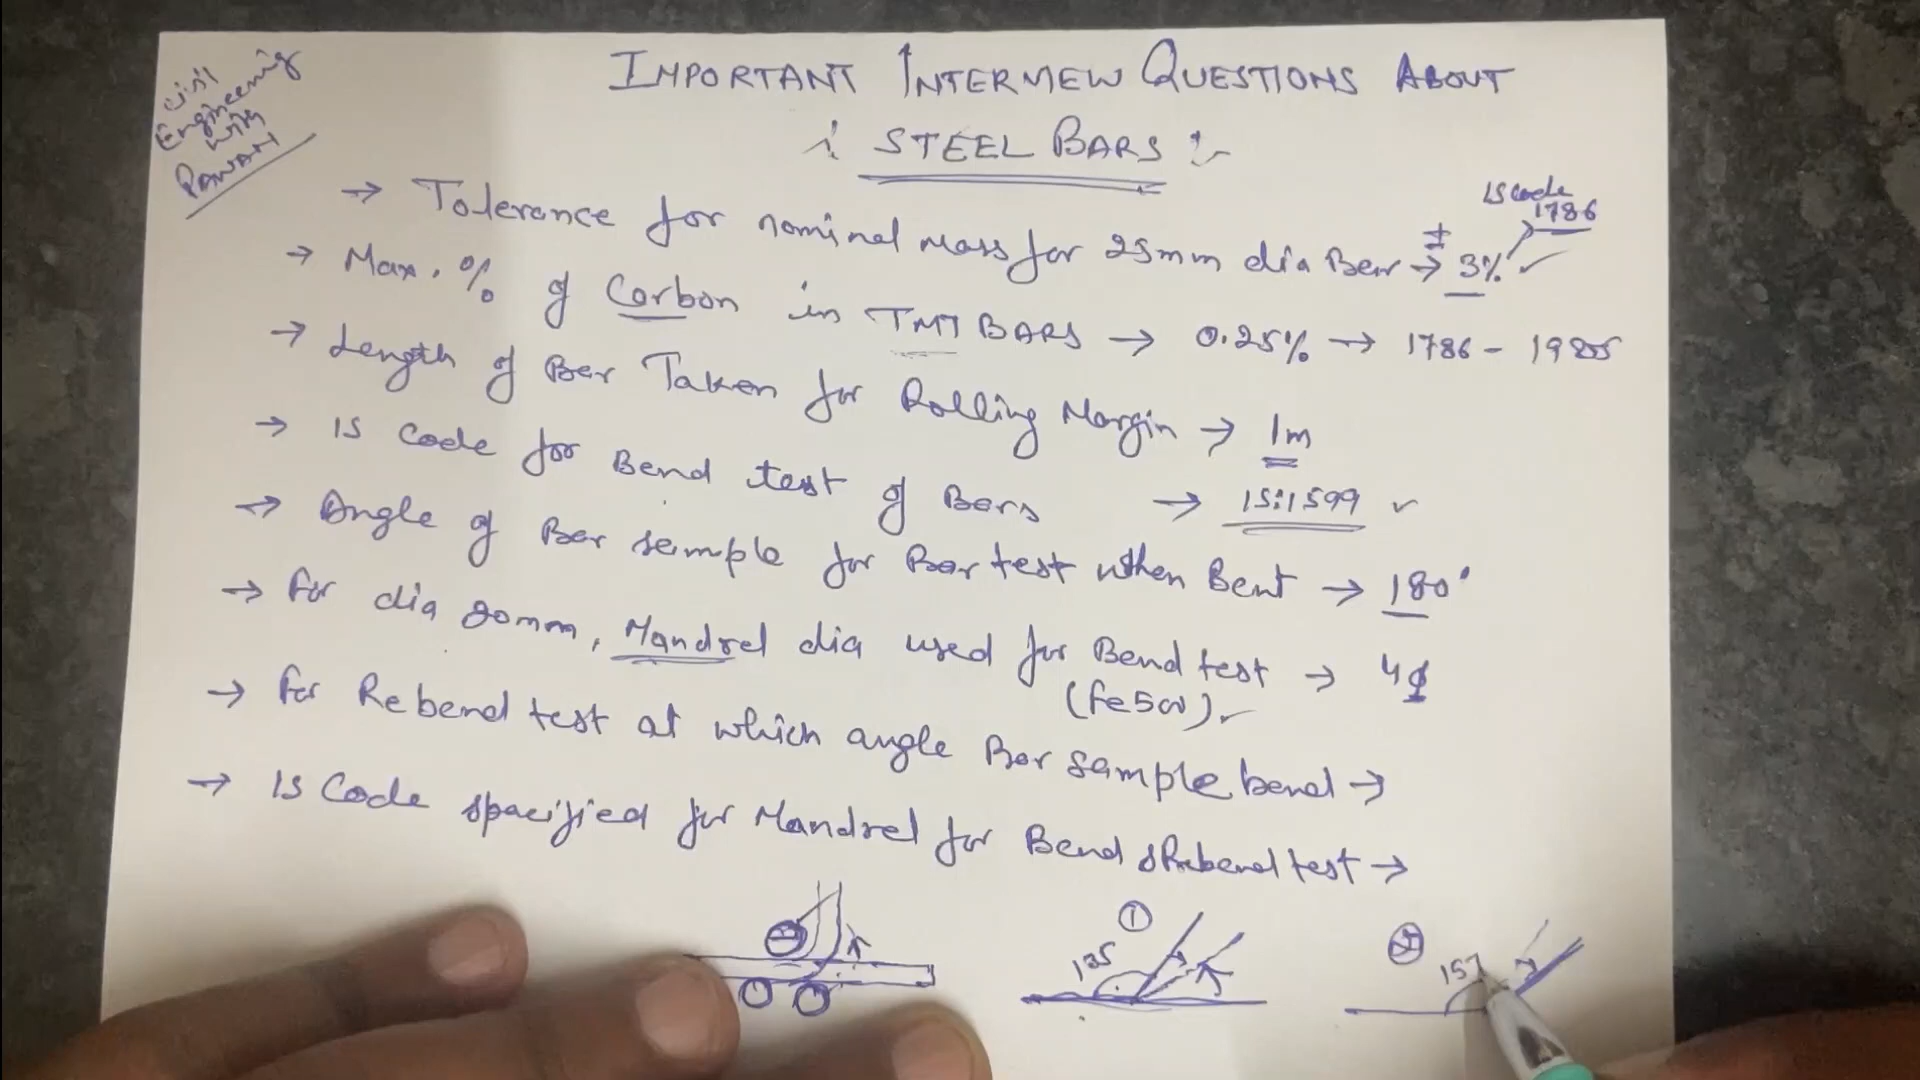 Civil
Engineering
with
PAWAN
IMPORTANT INTERVIEW QUESTIONS ABOUT
STEEL BARS :-
IS code
1786
→ Tolerance for nominal mass for 25mm dia Bar → ± 3% ✓
→ Max. % of Carbon in TMT BARS → 0.25% → 1786 - 1985
→ Length of Bar Taken for Rolling Margin → 1m
→ IS Code for Bend test of Bars → IS:1599 ✓
→ Angle of Bar sample for Bar test when Bent → 180°
→ For dia 20mm, Mandrel dia used for Bend test → 4φ
(Fe500) ✓
→ For Rebend test at which angle Bar sample bend →
→ IS Code specified for Mandrel for Bend & Rebend test →
① 135
② 157